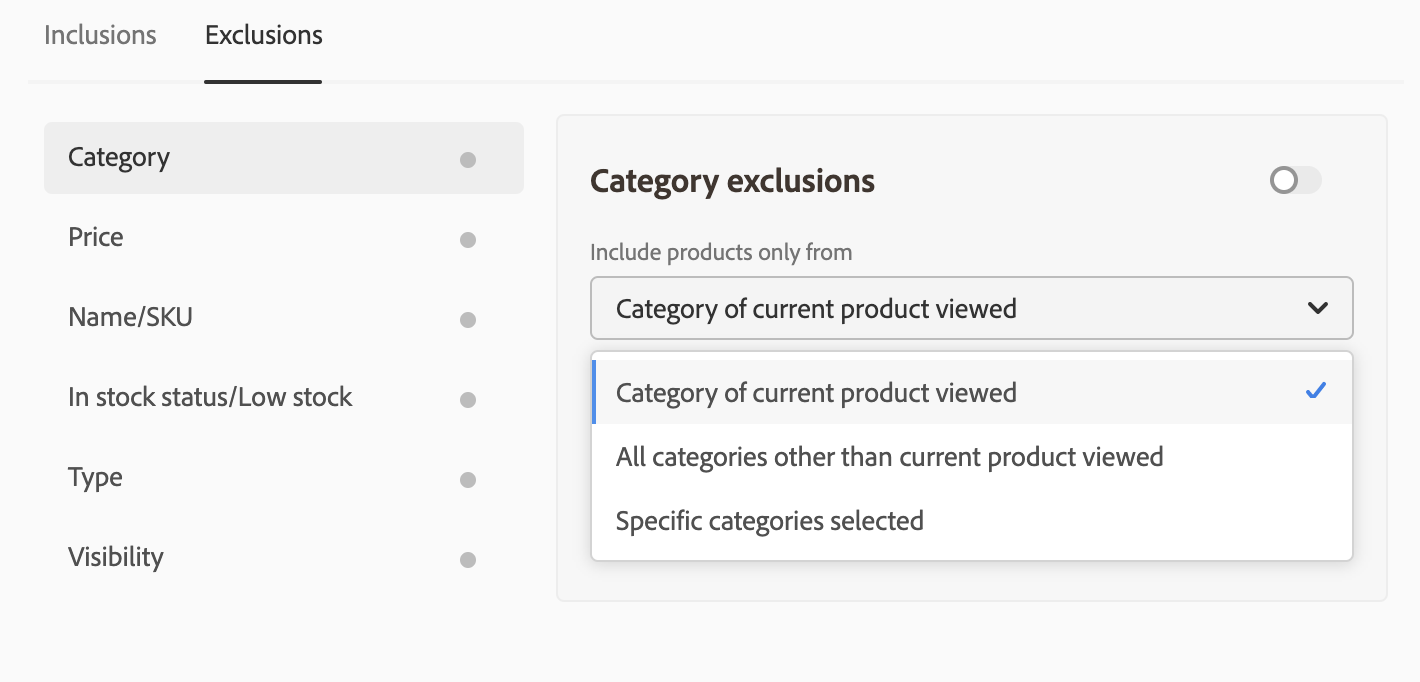 Inclusions Exclusions
Category
Price
Name/SKU
In stock status/Low stock
Type
Visibility
Category exclusions
Include products only from
Category of current product viewed
Category of current product viewed
All categories other than current product viewed
Specific categories selected